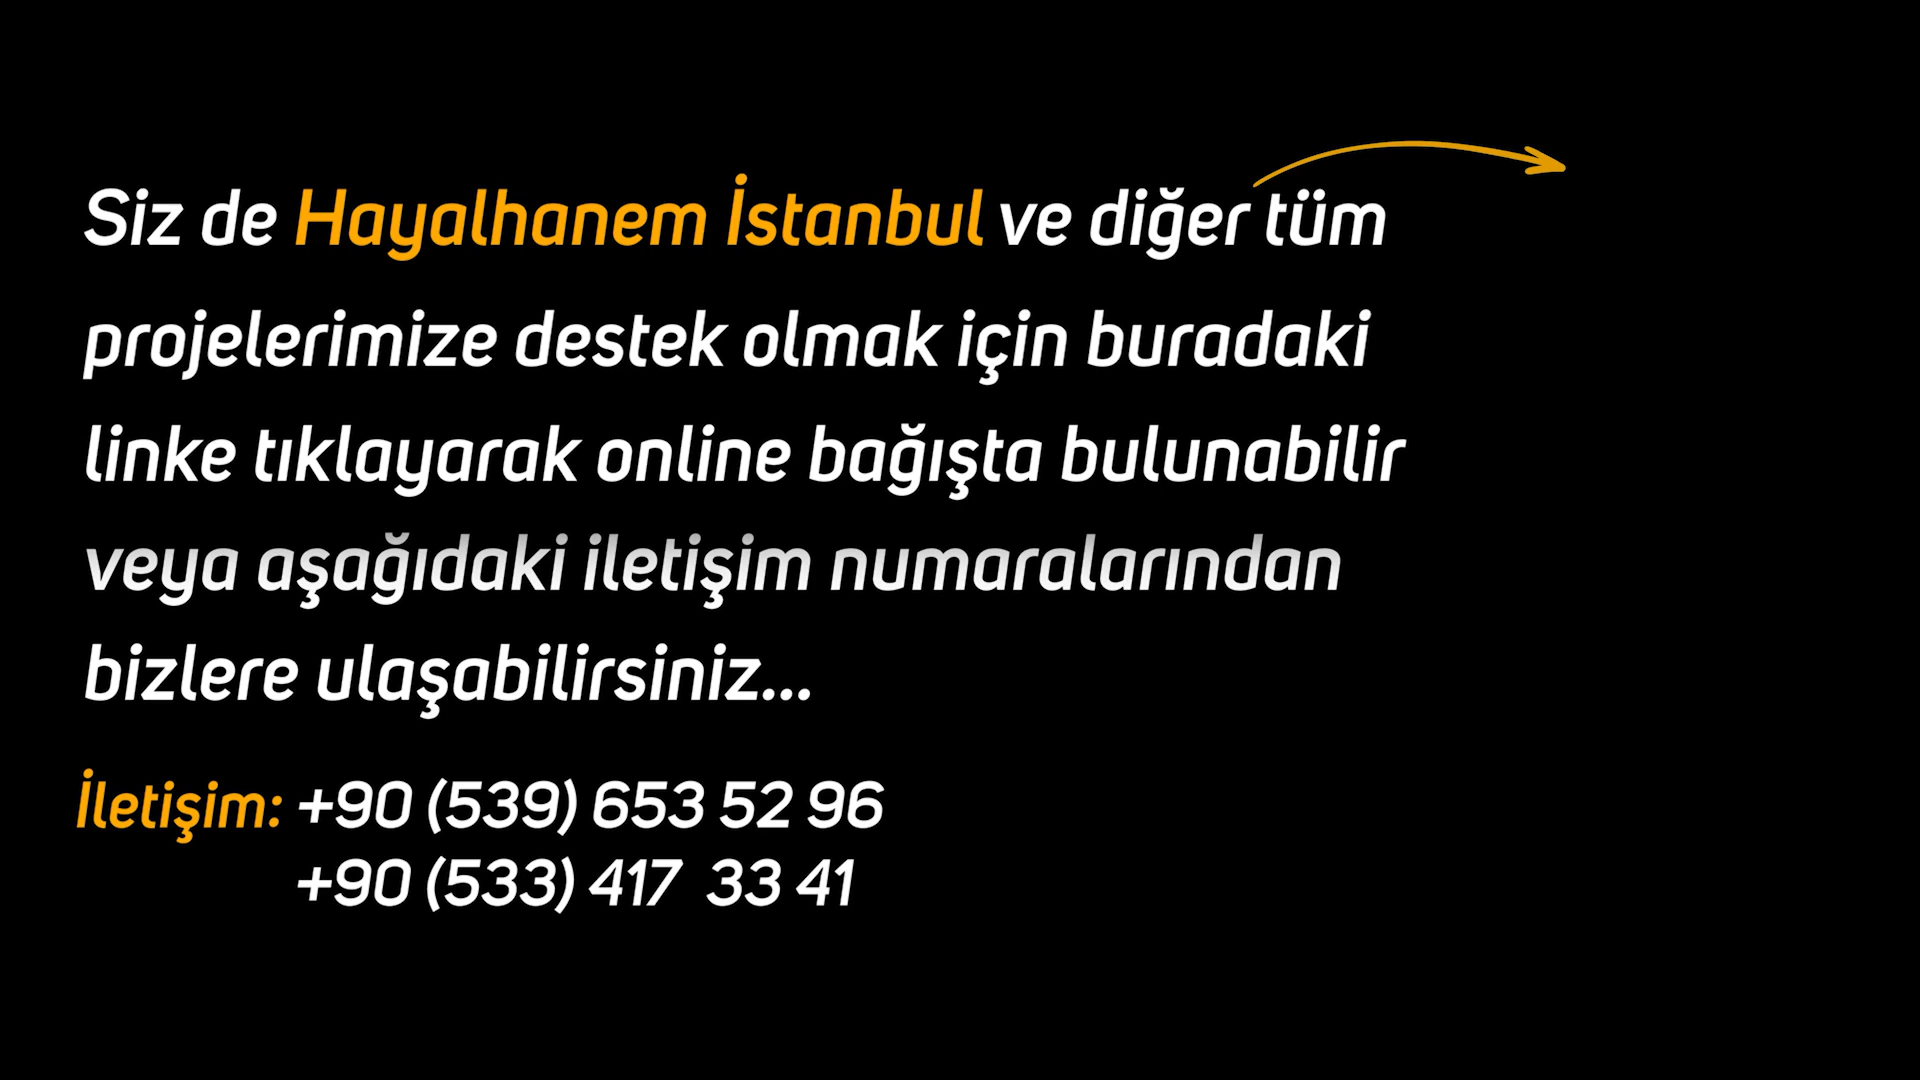 Siz de Hayalhanem İstanbul ve diğer tüm
projelerimize destek olmak için buradaki
linke tıklayarak online bağışta bulunabilir
veya aşağıdaki iletişim numaralarından
bizlere ulaşabilirsiniz...
İletişim: +90 (539) 653 52 96
+90 (533) 417 33 41